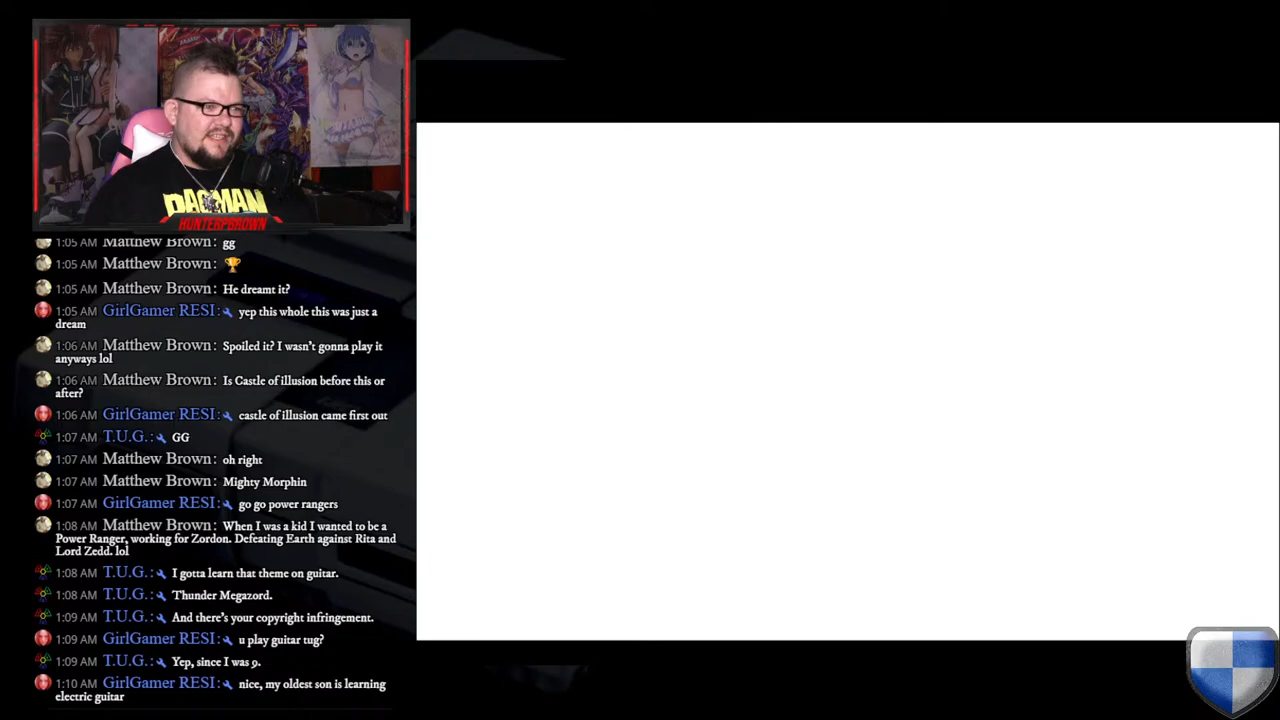 PACMAN
HUNTERPBROWN
1:05 AM Matthew Brown: gg
1:05 AM Matthew Brown: 🏆
1:05 AM Matthew Brown: He dreamt it?
1:05 AM GirlGamer RESI: yep this whole this was just a
dream
1:06 AM Matthew Brown: Spoiled it? I wasn't gonna play it
anyways lol
1:06 AM Matthew Brown: Is Castle of illusion before this or
after?
1:06 AM GirlGamer RESI: castle of illusion came first out
1:07 AM T.U.G.: GG
1:07 AM Matthew Brown: oh right
1:07 AM Matthew Brown: Mighty Morphin
1:07 AM GirlGamer RESI: go go power rangers
1:08 AM Matthew Brown: When I was a kid I wanted to be a
Power Ranger, working for Zordon. Defeating Earth against Rita and
Lord Zedd. lol
1:08 AM T.U.G.: I gotta learn that theme on guitar.
1:08 AM T.U.G.: Thunder Megazord.
1:09 AM T.U.G.: And there's your copyright infringement.
1:09 AM GirlGamer RESI: u play guitar tug?
1:09 AM T.U.G.: Yep, since I was 9.
1:10 AM GirlGamer RESI: nice, my oldest son is learning
electric guitar